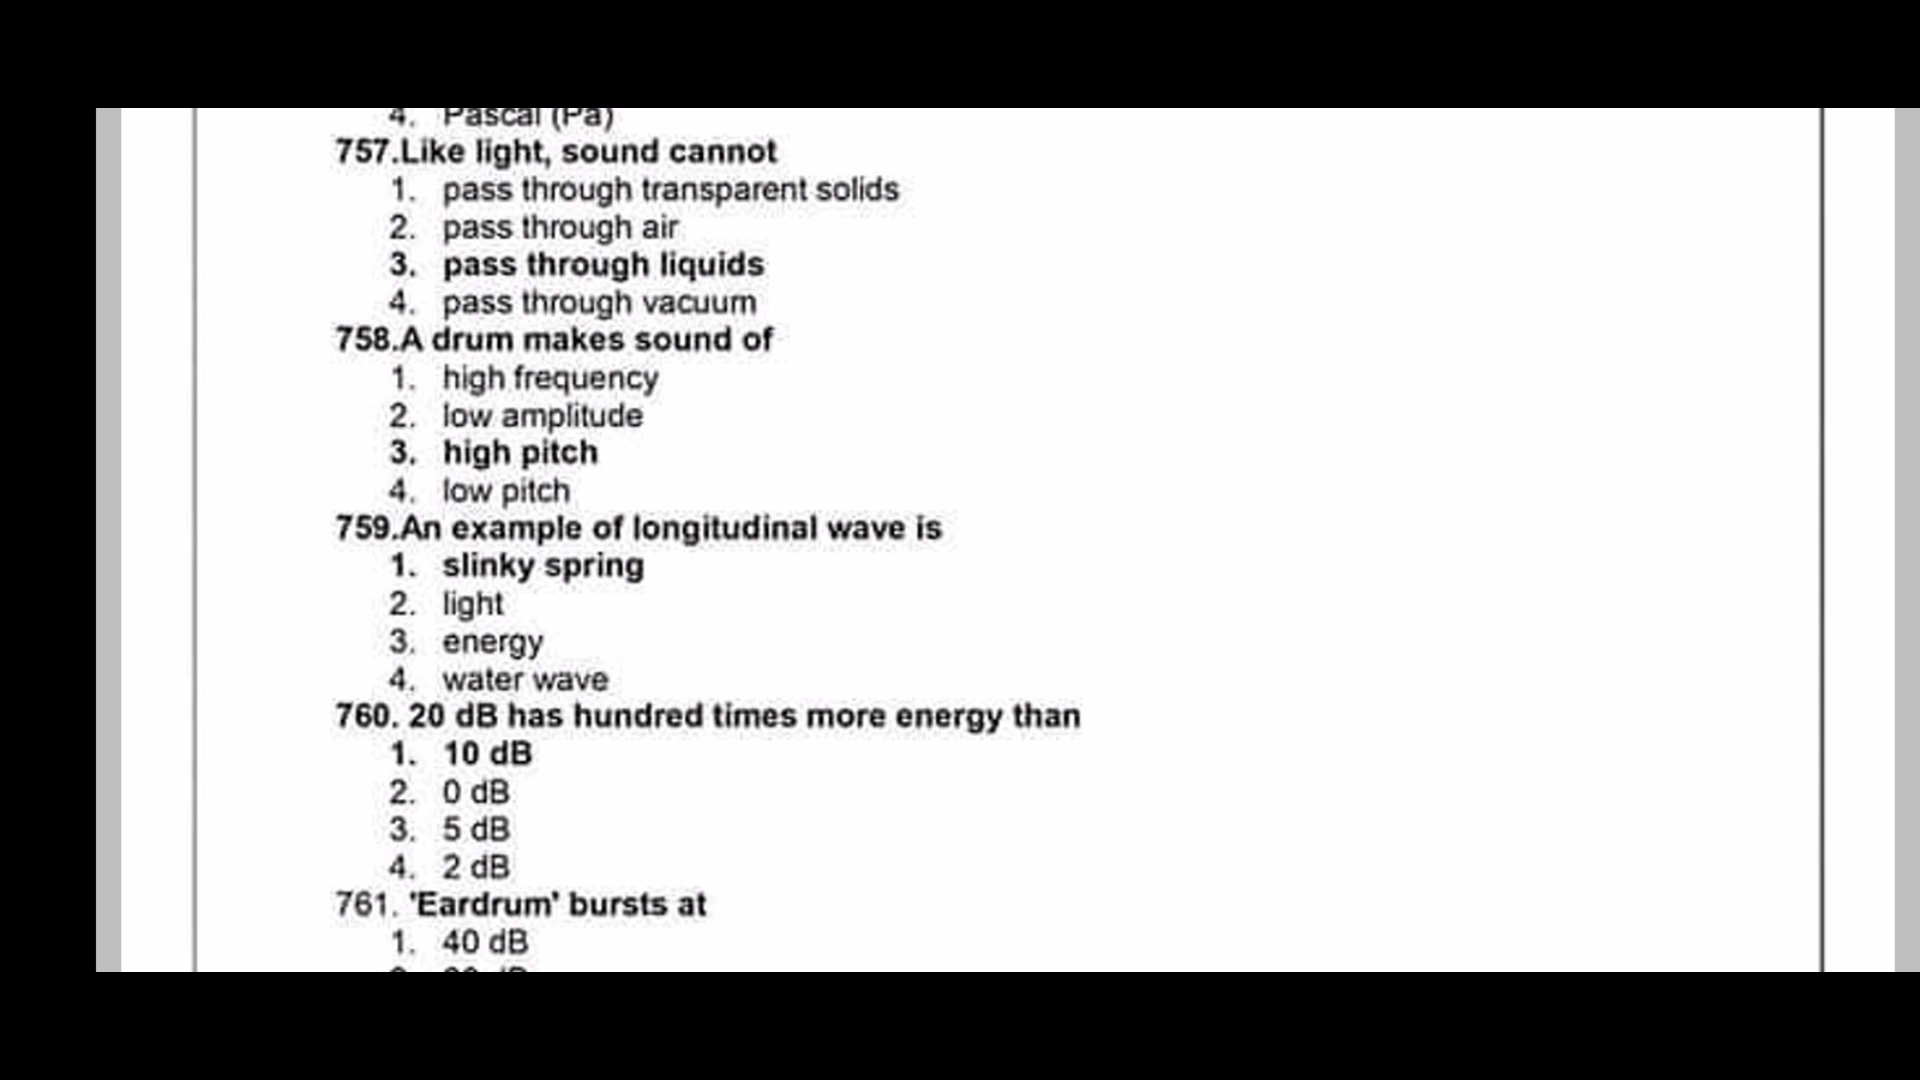 4. Pascal (Pa)
757.Like light, sound cannot
1. pass through transparent solids
2. pass through air
3. pass through liquids
4. pass through vacuum
758.A drum makes sound of
1. high frequency
2. low amplitude
3. high pitch
4. low pitch
759.An example of longitudinal wave is
1. slinky spring
2. light
3. energy
4. water wave
760. 20 dB has hundred times more energy than
1. 10 dB
2. 0 dB
3. 5 dB
4. 2 dB
761. 'Eardrum' bursts at
1. 40 dB